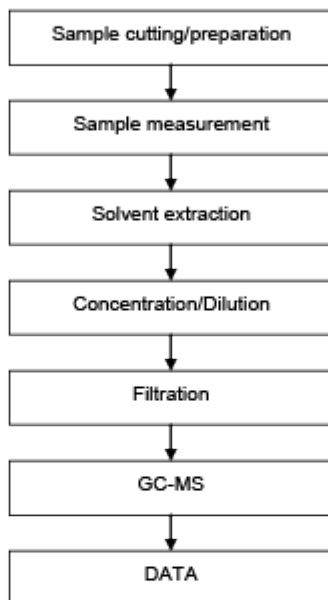 Sample cutting/preparation
Sample measurement
Solvent extraction
Concentration/Dilution
Filtration
GC-MS
DATA